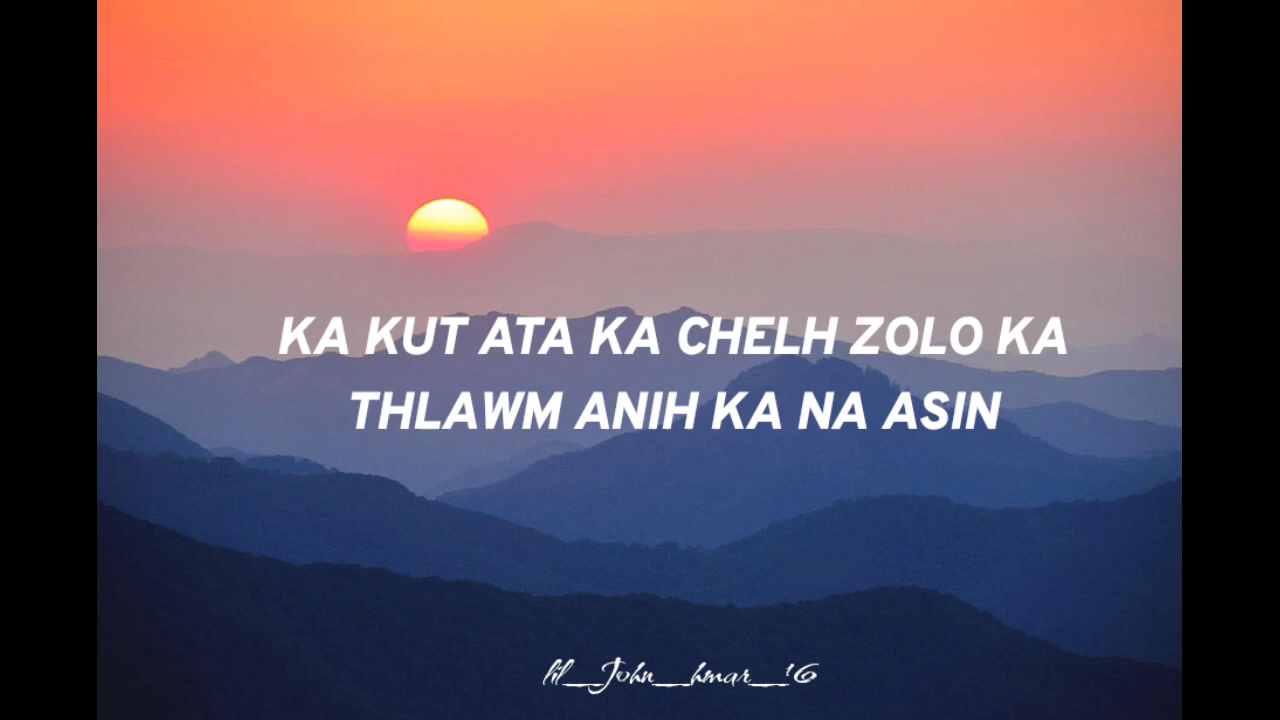 KA KUT ATA KA CHELH ZOLO KA
THLAWM ANIH KA NA ASIN
lil__John__hmar__'6